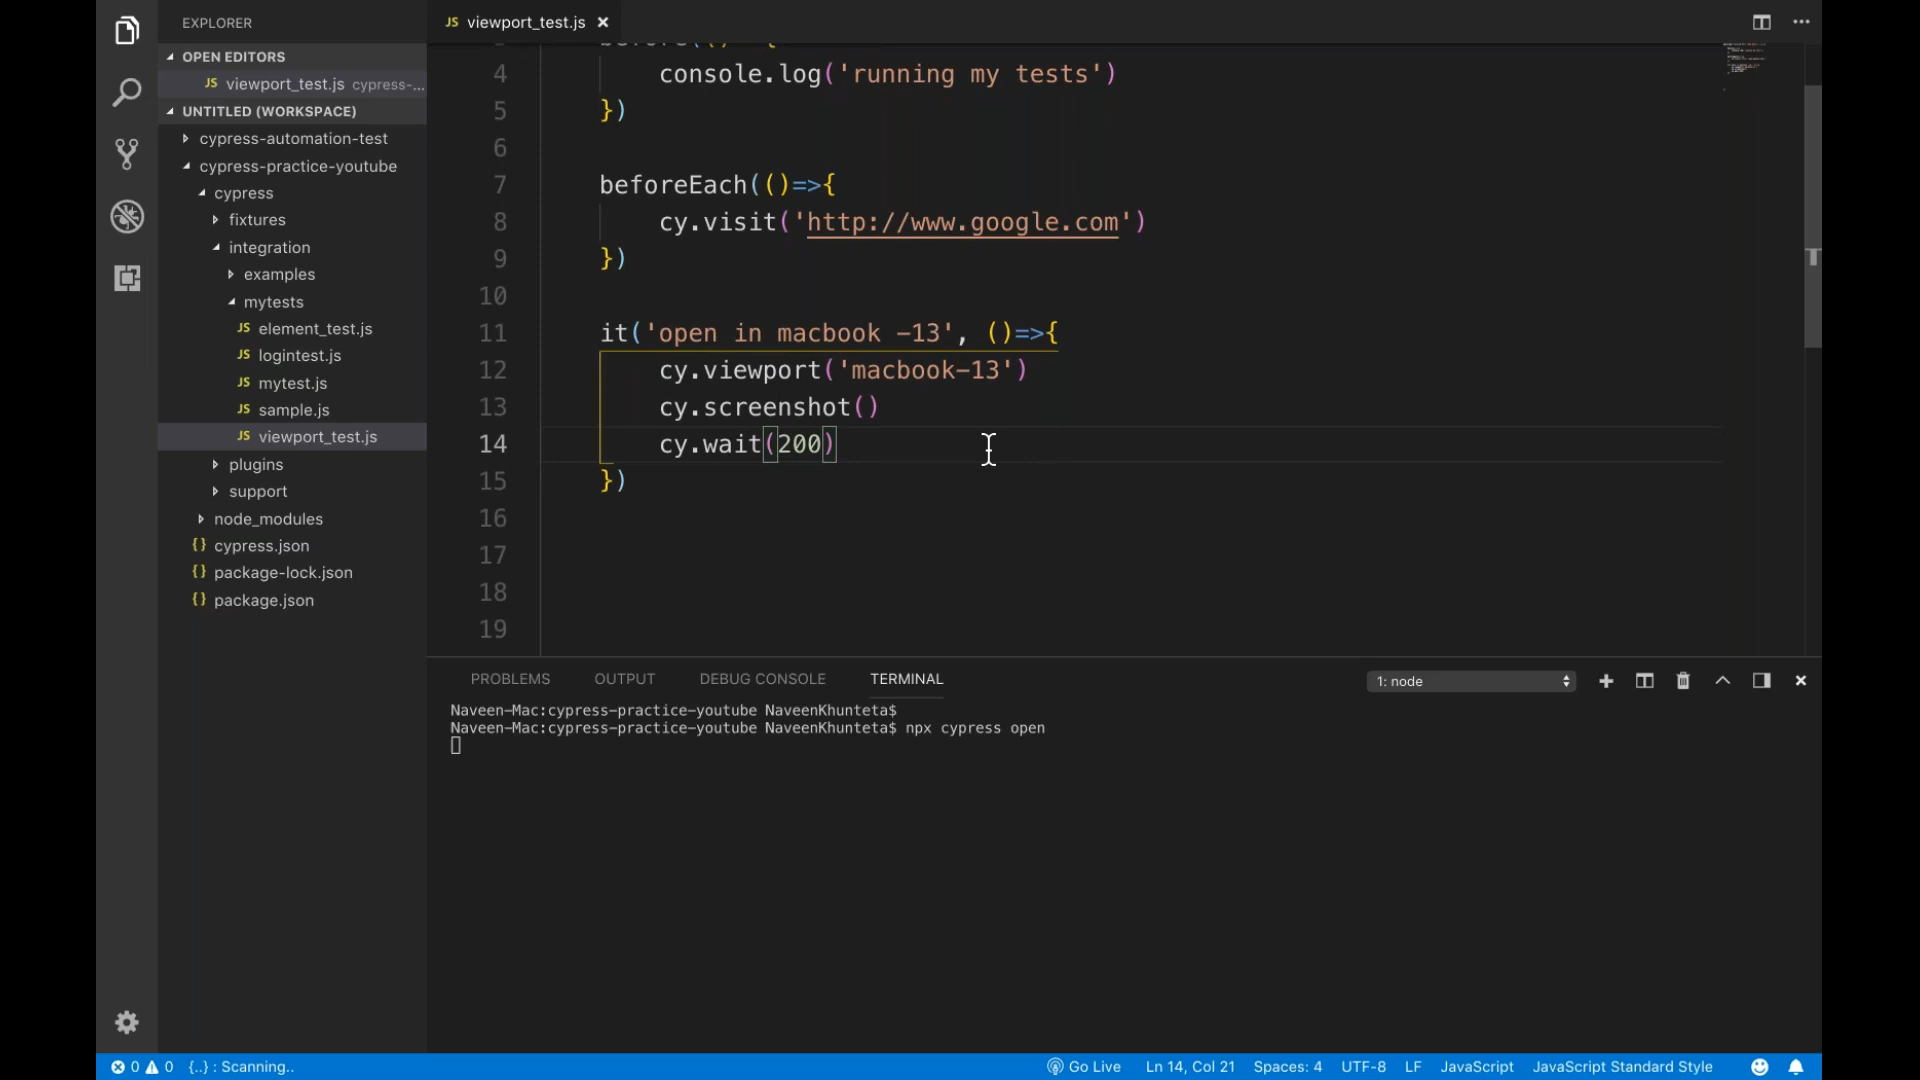 EXPLORER
OPEN EDITORS
JS viewport_test.js cypress-...
UNTITLED (WORKSPACE)
cypress-automation-test
cypress-practice-youtube
cypress
fixtures
integration
examples
mytests
JS element_test.js
JS logintest.js
JS mytest.js
JS sample.js
JS viewport_test.js
plugins
support
node_modules
{} cypress.json
{} package-lock.json
{} package.json
JS viewport_test.js
4 console.log('running my tests')
5 })
6
7 beforeEach(()=>{
8 cy.visit('http://www.google.com')
9 })
10
11 it('open in macbook -13', ()=>{
12 cy.viewport('macbook-13')
13 cy.screenshot()
14 cy.wait(200)
15 })
16
17
18
19
PROBLEMS OUTPUT DEBUG CONSOLE TERMINAL 1: node
Naveen-Mac:cypress-practice-youtube NaveenKhunteta$
Naveen-Mac:cypress-practice-youtube NaveenKhunteta$ npx cypress open
0 0 {..} : Scanning.. Go Live Ln 14, Col 21 Spaces: 4 UTF-8 LF JavaScript JavaScript Standard Style